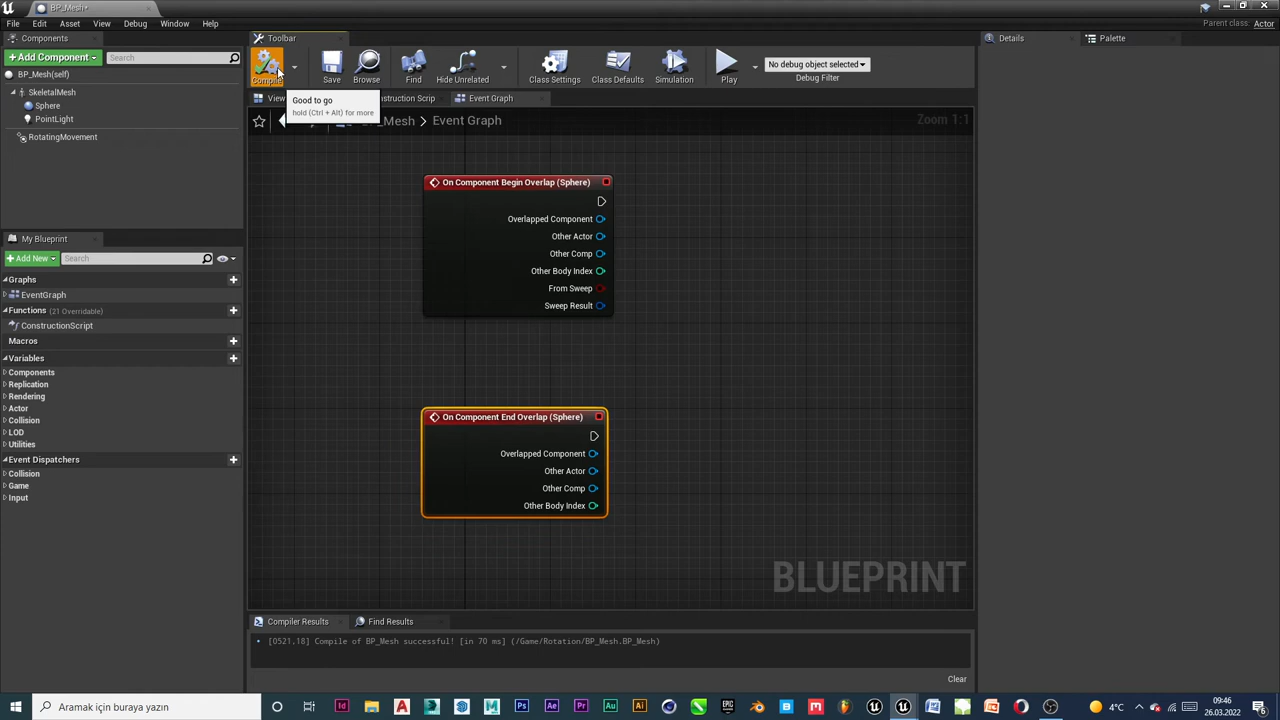 BP_Mesh*
File Edit Asset View Debug Window Help
Parent class: Actor
Components
Toolbar
Details
Palette
+Add Component
Search
BP_Mesh(self)
SkeletalMesh
Sphere
PointLight
RotatingMovement
Compile
Save
Browse
Find
Hide Unrelated
Class Settings
Class Defaults
Simulation
Play
No debug object selected
Debug Filter
View
nstruction Scrip
Event Graph
Good to go
hold (Ctrl + Alt) for more
BP_Mesh > Event Graph
Zoom 1:1
My Blueprint
+Add New
Search
Graphs
EventGraph
Functions (21 Overridable)
ConstructionScript
Macros
Variables
Components
Replication
Rendering
Actor
Collision
LOD
Utilities
Event Dispatchers
Collision
Game
Input
On Component Begin Overlap (Sphere)
Overlapped Component
Other Actor
Other Comp
Other Body Index
From Sweep
Sweep Result
On Component End Overlap (Sphere)
Overlapped Component
Other Actor
Other Comp
Other Body Index
BLUEPRINT
Compiler Results
Find Results
[0521.18] Compile of BP_Mesh successful! [in 70 ms] (/Game/Rotation/BP_Mesh.BP_Mesh)
Clear
Aramak için buraya yazın
4°C
09:46
26.03.2022